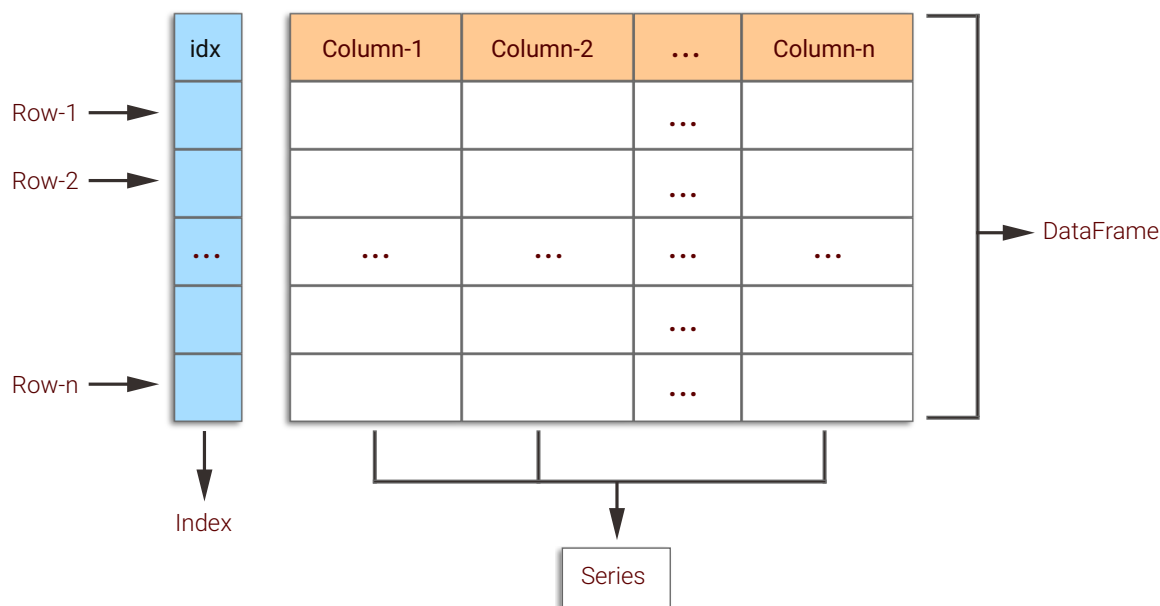 idx Column-1 Column-2 ... Column-n
Row-1 ...
Row-2 ...
... ... ... ... ...
DataFrame
...
Row-n ...
Index
Series